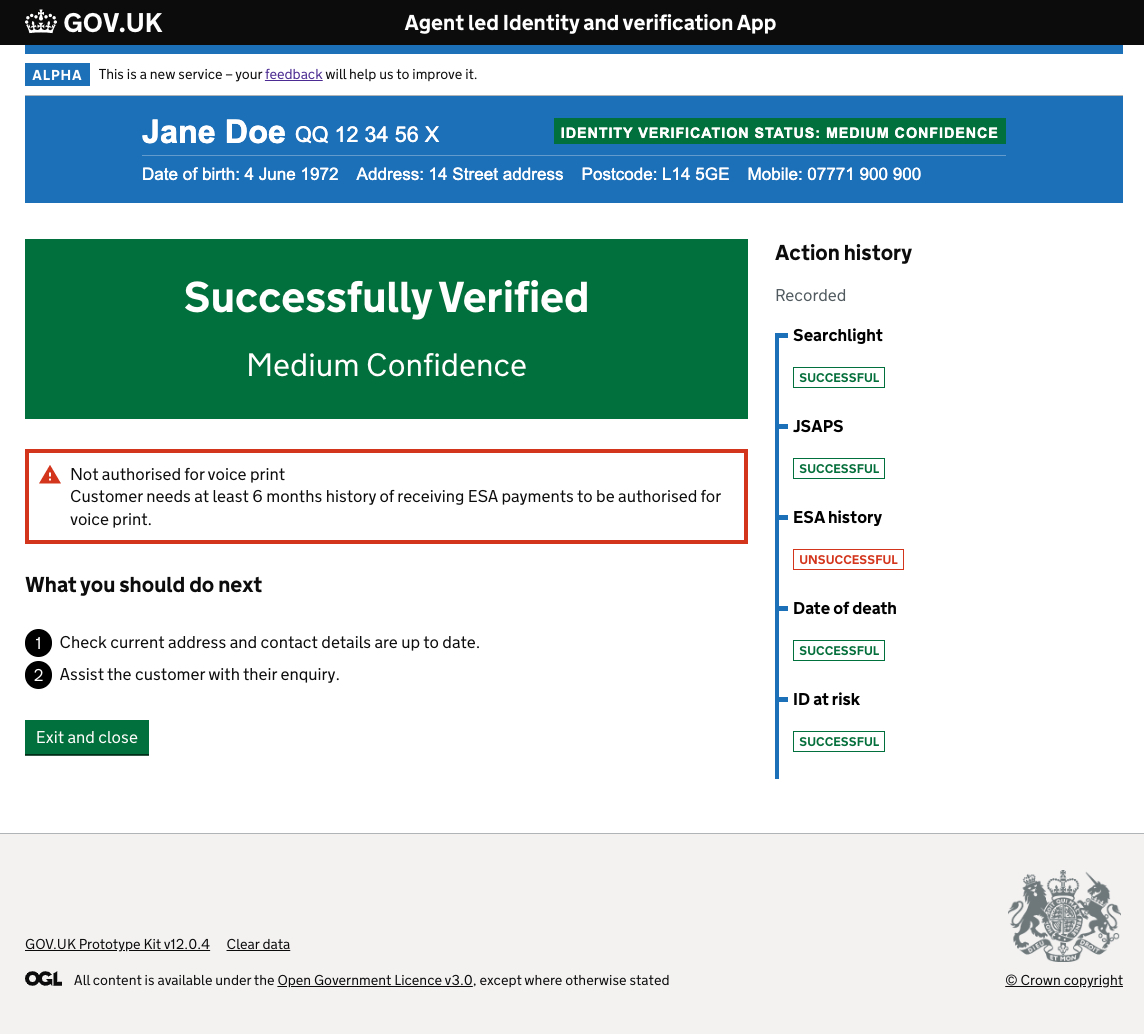 GOV.UK
Agent led Identity and verification App
ALPHA This is a new service – your feedback will help us to improve it.
Jane Doe QQ 12 34 56 X
IDENTITY VERIFICATION STATUS: MEDIUM CONFIDENCE
Date of birth: 4 June 1972 Address: 14 Street address Postcode: L14 5GE Mobile: 07771 900 900
Successfully Verified
Medium Confidence
Not authorised for voice print
Customer needs at least 6 months history of receiving ESA payments to be authorised for
voice print.
What you should do next
1 Check current address and contact details are up to date.
2 Assist the customer with their enquiry.
Exit and close
Action history
Recorded
Searchlight
SUCCESSFUL
JSAPS
SUCCESSFUL
ESA history
UNSUCCESSFUL
Date of death
SUCCESSFUL
ID at risk
SUCCESSFUL
GOV.UK Prototype Kit v12.0.4 Clear data
OGL All content is available under the Open Government Licence v3.0, except where otherwise stated
© Crown copyright